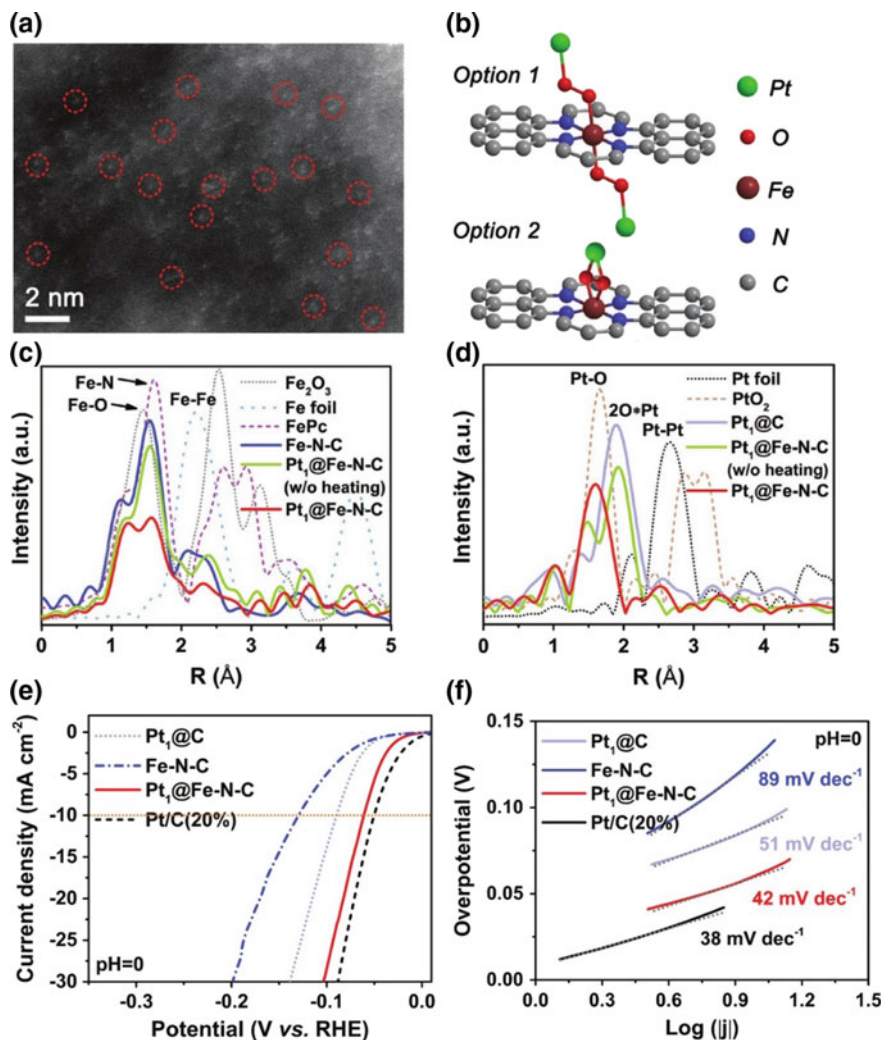 (a)
2 nm
(b)
Option 1
Option 2
Pt
O
Fe
N
C
(c)
Fe-N
Fe-O
Fe-Fe
Fe₂O₃
Fe foil
FePc
Fe-N-C
Pt₁@Fe-N-C
(w/o heating)
Pt₁@Fe-N-C
Intensity (a.u.)
0 1 2 3 4 5
R (Å)
(d)
Pt-O
2O*Pt
Pt-Pt
Pt foil
PtO₂
Pt₁@C
Pt₁@Fe-N-C
(w/o heating)
Pt₁@Fe-N-C
Intensity (a.u.)
0 1 2 3 4 5
R (Å)
(e)
Pt₁@C
Fe-N-C
Pt₁@Fe-N-C
Pt/C(20%)
pH=0
Current density (mA cm⁻²)
0
-5
-10
-15
-20
-25
-30
-0.3 -0.2 -0.1 0.0
Potential (V vs. RHE)
(f)
Pt₁@C
Fe-N-C
Pt₁@Fe-N-C
Pt/C(20%)
pH=0
89 mV dec⁻¹
51 mV dec⁻¹
42 mV dec⁻¹
38 mV dec⁻¹
Overpotential (V)
0.15
0.10
0.05
0.00
0.0 0.3 0.6 0.9 1.2 1.5
Log (|j|)